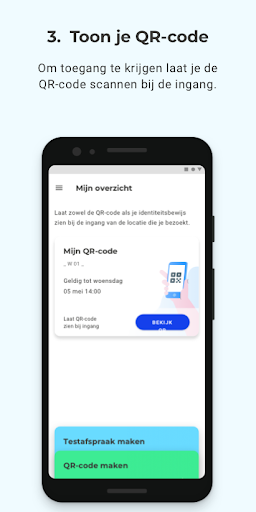 3. Toon je QR-code
Om toegang te krijgen laat je de
QR-code scannen bij de ingang.
Mijn overzicht
Laat zowel de QR-code als je identiteitsbewijs
zien bij de ingang van de locatie die je bezoekt.
Mijn QR-code
_ W 01 _
Geldig tot woensdag
05 mei 14:00
Laat QR-code
zien bij ingang
BEKIJK
QR
Testafspraak maken
QR-code maken